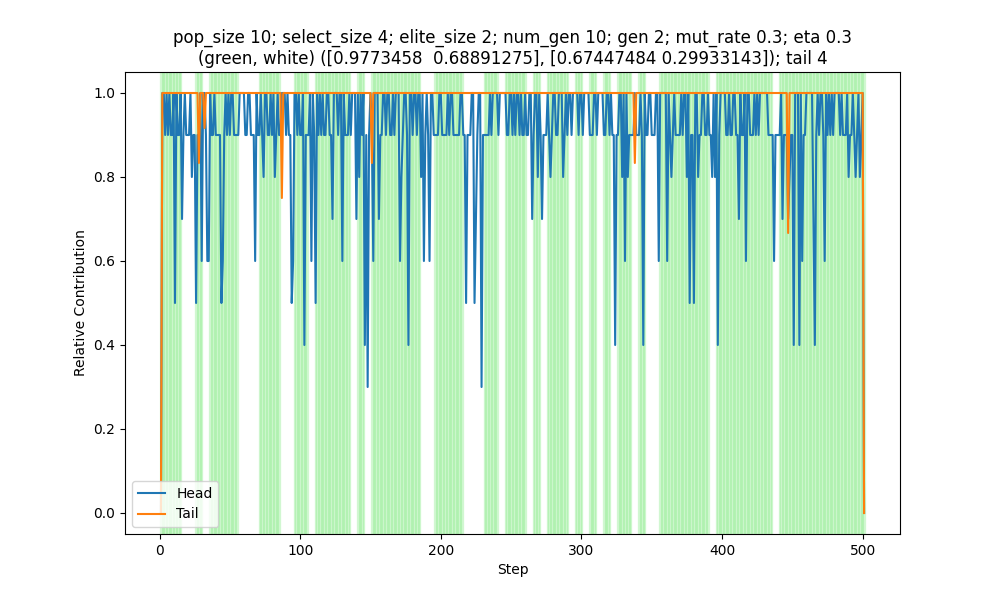 pop_size 10; select_size 4; elite_size 2; num_gen 10; gen 2; mut_rate 0.3; eta 0.3
(green, white) ([0.9773458  0.68891275], [0.67447484 0.29933143]); tail 4
1.0
0.8
0.6
0.4
0.2
0.0
Relative Contribution
Head
Tail
0
100
200
300
400
500
Step